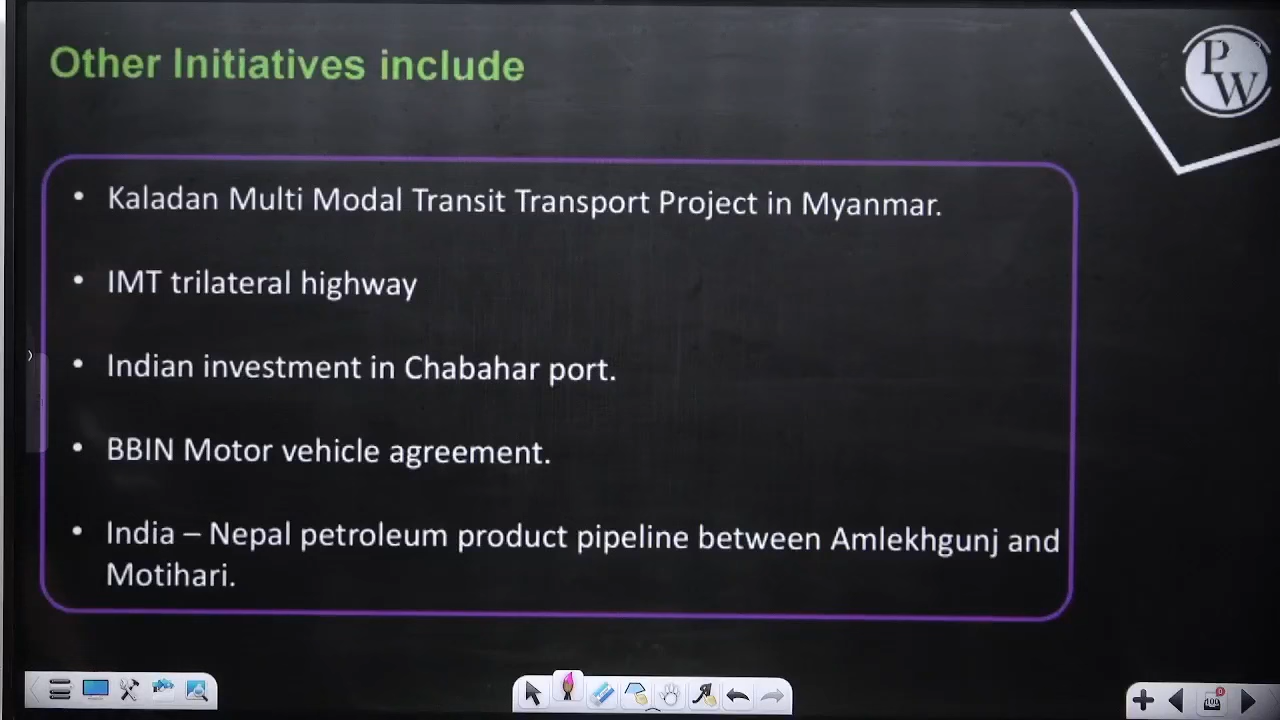 Other Initiatives include
PW
• Kaladan Multi Modal Transit Transport Project in Myanmar.
• IMT trilateral highway
• Indian investment in Chabahar port.
• BBIN Motor vehicle agreement.
• India – Nepal petroleum product pipeline between Amlekhgunj and
Motihari.